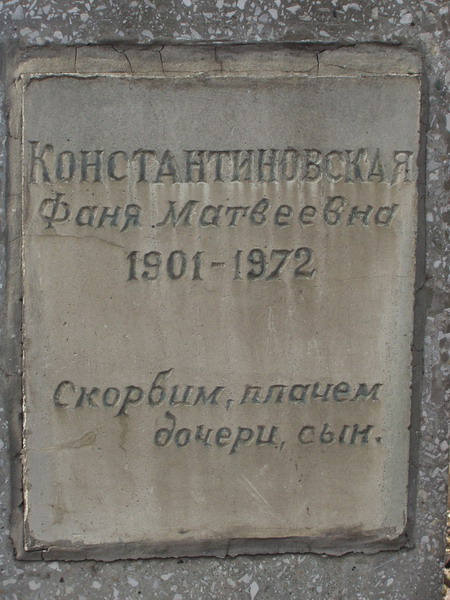 КОНСТАНТИНОВСКАЯ
Фаня Матвеевна
1901-1972
Скорбим, плачем
дочери, сын.